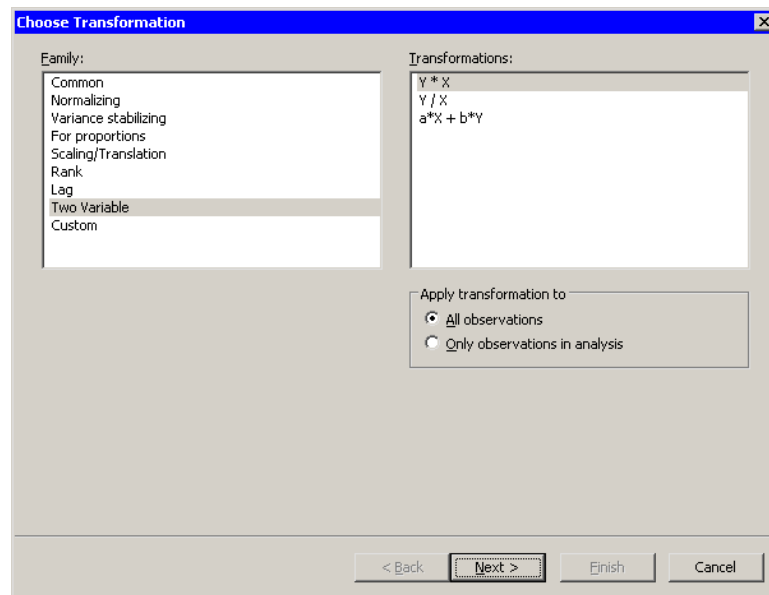 Choose Transformation
Family:
Common
Normalizing
Variance stabilizing
For proportions
Scaling/Translation
Rank
Lag
Two Variable
Custom
Transformations:
Y * X
Y / X
a*X + b*Y
Apply transformation to
All observations
Only observations in analysis
< Back
Next >
Finish
Cancel